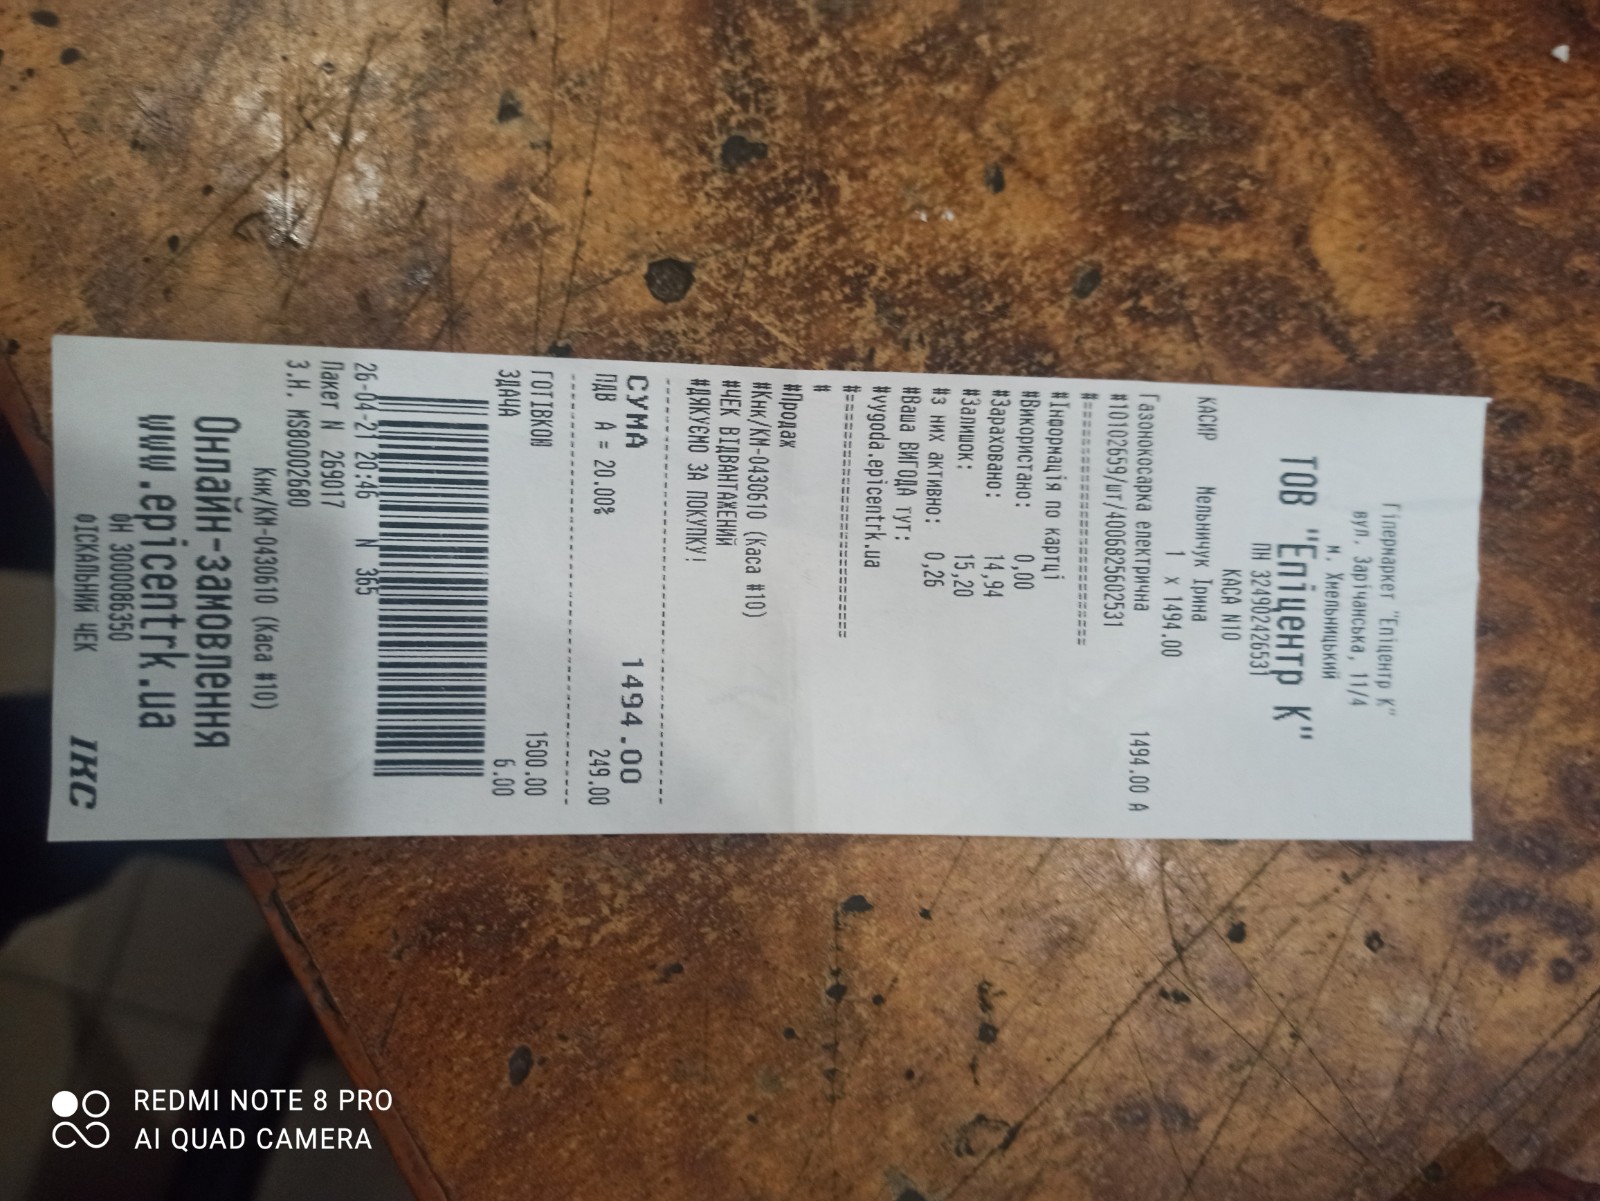 Гіпермаркет "Епіцентр К"
вул. Зарічанська, 11/4
м. Хмельницький
ТОВ "Епіцентр К"
ПН 324902426531
КАСА N10
КАСИР Мельничук Ірина
1 x 1494.00
Газонокосарка електрична 1494.00 А
#10102659/шт/4006825602531
#============================
#Інформація по картці
#Використано: 0,00
#Зараховано: 14,94
#Залишок: 15,20
#з них активно: 0,26
#Ваша ВИГОДА тут:
#vygoda.epicentrk.ua
#============================
#
#Продаж
#Кнк/КМ-0430610 (Каса #10)
#ЧЕК ВІДВАНТАЖЕНИЙ
#ДЯКУЄМО ЗА ПОКУПКУ!
СУМА 1494.00
ПДВ А = 20.00% 249.00
ГОТІВКОЮ 1500.00
ЗДАЧА 6.00
26-04-21 20:46 N 365
Пакет N 269017
З.Н. MS80002680
Кнк/КМ-0430610 (Каса #10)
Онлайн-замовлення
www.epicentrk.ua
ФН 3000086350
ФІСКАЛЬНИЙ ЧЕК
ІКС
REDMI NOTE 8 PRO
AI QUAD CAMERA